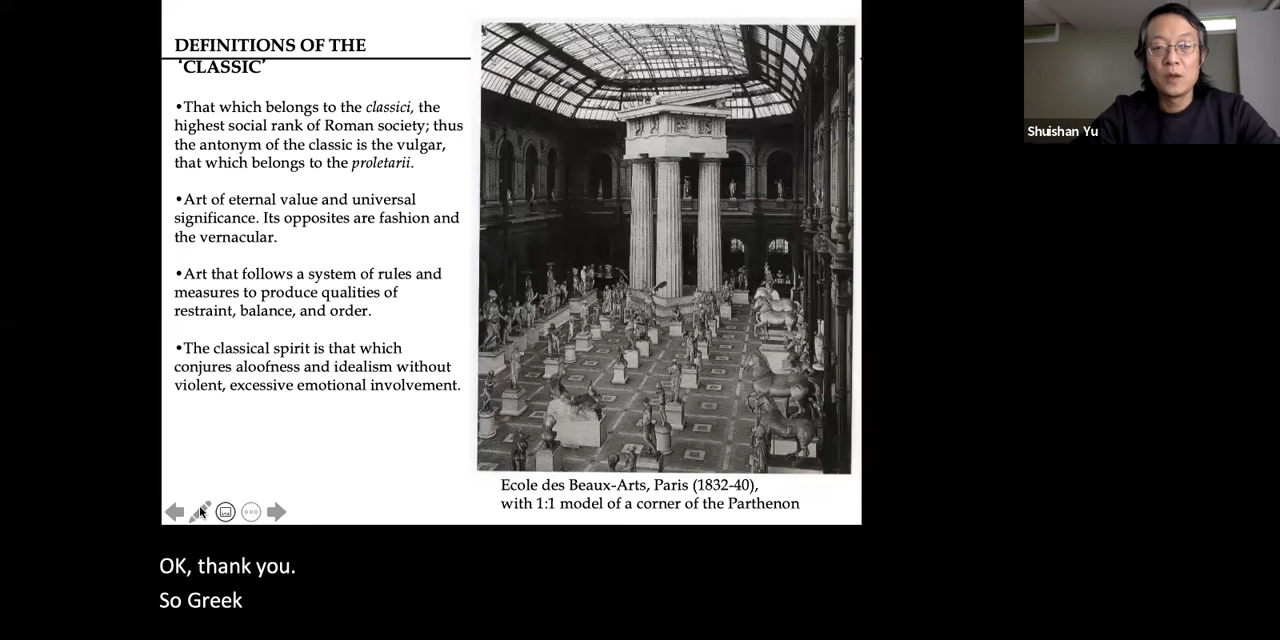 DEFINITIONS OF THE
‘CLASSIC’
•That which belongs to the classici, the
highest social rank of Roman society; thus
the antonym of the classic is the vulgar,
that which belongs to the proletarii.
•Art of eternal value and universal
significance. Its opposites are fashion and
the vernacular.
•Art that follows a system of rules and
measures to produce qualities of
restraint, balance, and order.
•The classical spirit is that which
conjures aloofness and idealism without
violent, excessive emotional involvement.
Ecole des Beaux-Arts, Paris (1832-40),
with 1:1 model of a corner of the Parthenon
Shuishan Yu
OK, thank you.
So Greek